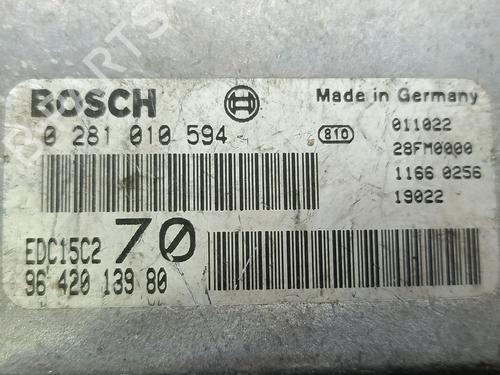 BOSCH
Made in Germany
0 281 010 594
810
011022
28FM0000
1166 0256
19022
EDC15C2
70
96 420 139 80